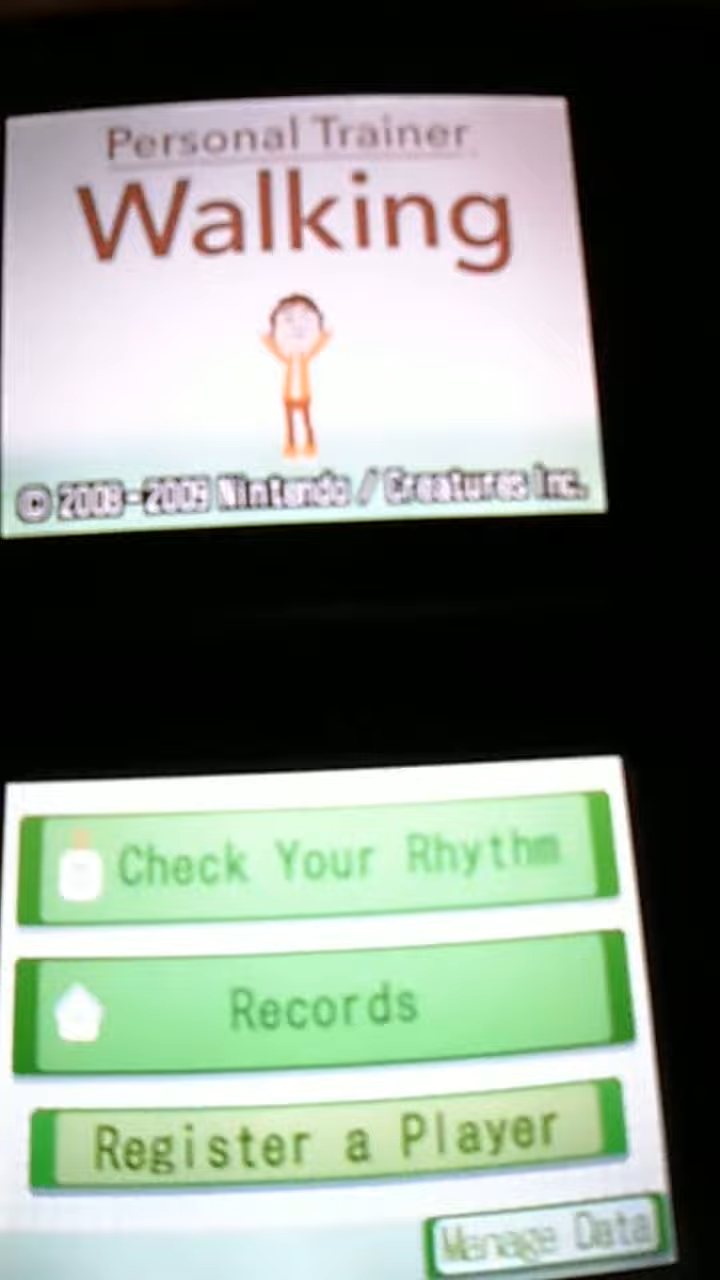 Personal Trainer
Walking
© 2008-2009 Nintendo / Creatures Inc.
Check Your Rhythm
Records
Register a Player
Manage Data